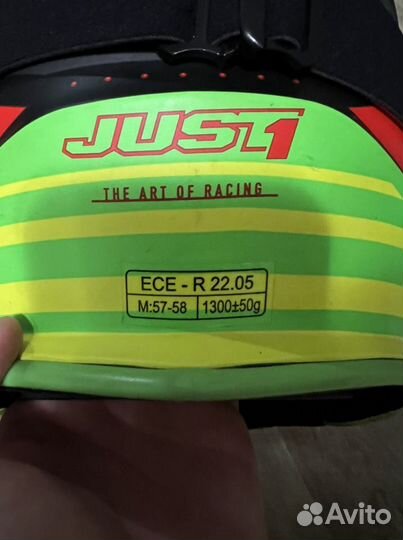 JUST1
THE ART OF RACING
ECE - R 22.05
M:57-58 1300±50g
Avito